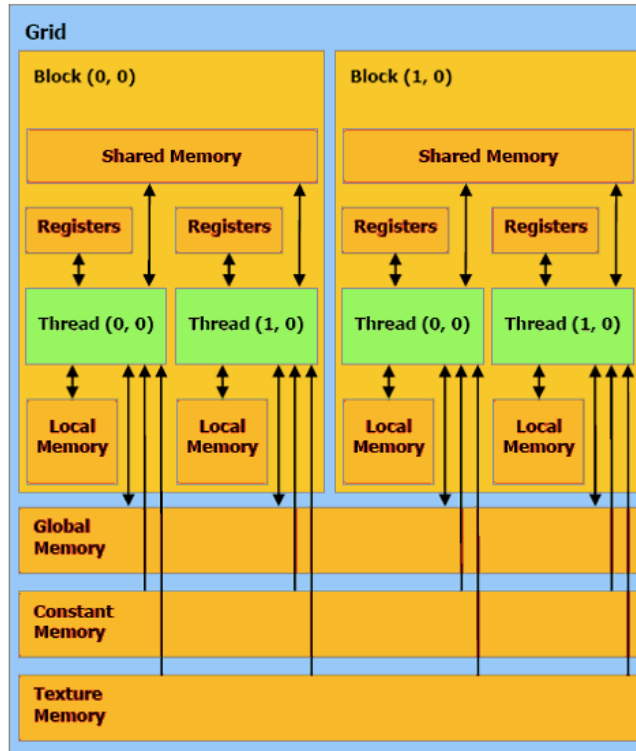 Grid
Block (0, 0)
Block (1, 0)
Shared Memory
Shared Memory
Registers
Registers
Registers
Registers
Thread (0, 0)
Thread (1, 0)
Thread (0, 0)
Thread (1, 0)
Local
Memory
Local
Memory
Local
Memory
Local
Memory
Global
Memory
Constant
Memory
Texture
Memory